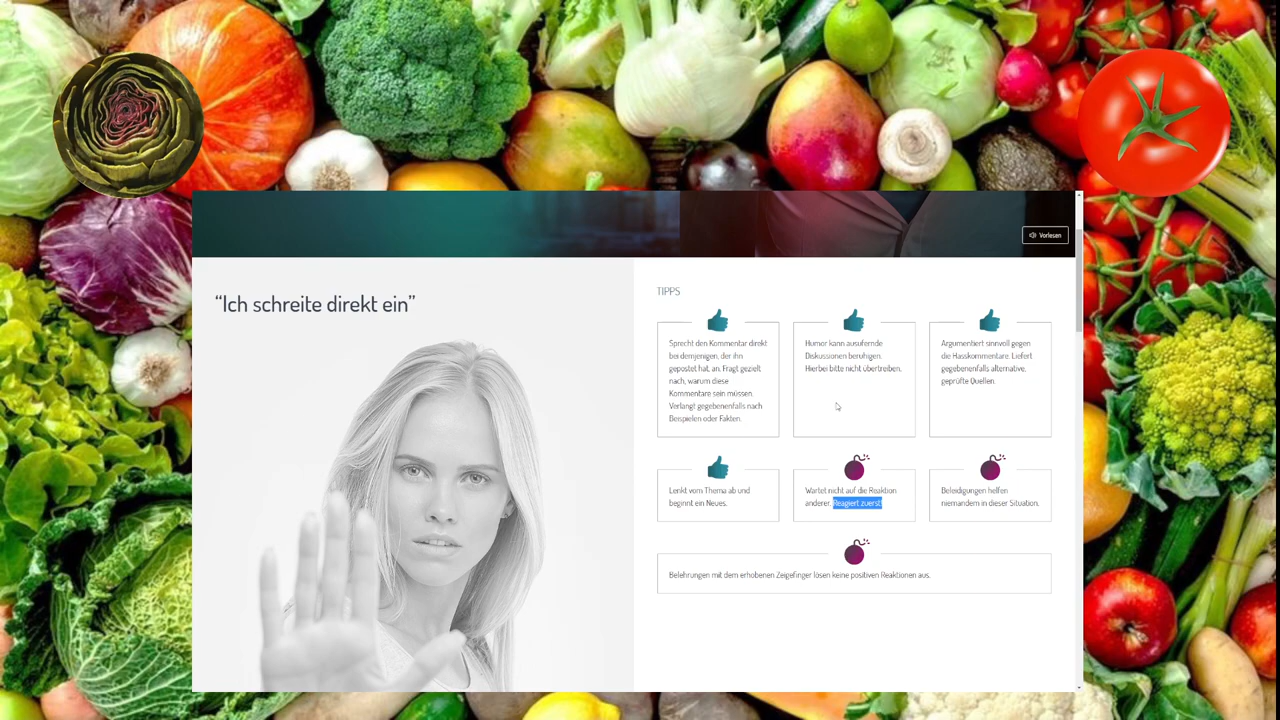 Vorlesen
“Ich schreite direkt ein”
TIPPS
Sprecht den Kommentar direkt
bei demjenigen, der ihn
gepostet hat, an. Fragt gezielt
nach, warum diese
Kommentare sein müssen.
Verlangt gegebenenfalls nach
Beispielen oder Fakten.
Humor kann ausufernde
Diskussionen beruhigen.
Hierbei bitte nicht übertreiben.
Argumentiert sinnvoll gegen
die Hasskommentare. Liefert
gegebenenfalls alternative,
geprüfte Quellen.
Lenkt vom Thema ab und
beginnt ein Neues.
Wartet nicht auf die Reaktion
anderer. Reagiert zuerst!
Beleidigungen helfen
niemandem in dieser Situation.
Belehrungen mit dem erhobenen Zeigefinger lösen keine positiven Reaktionen aus.